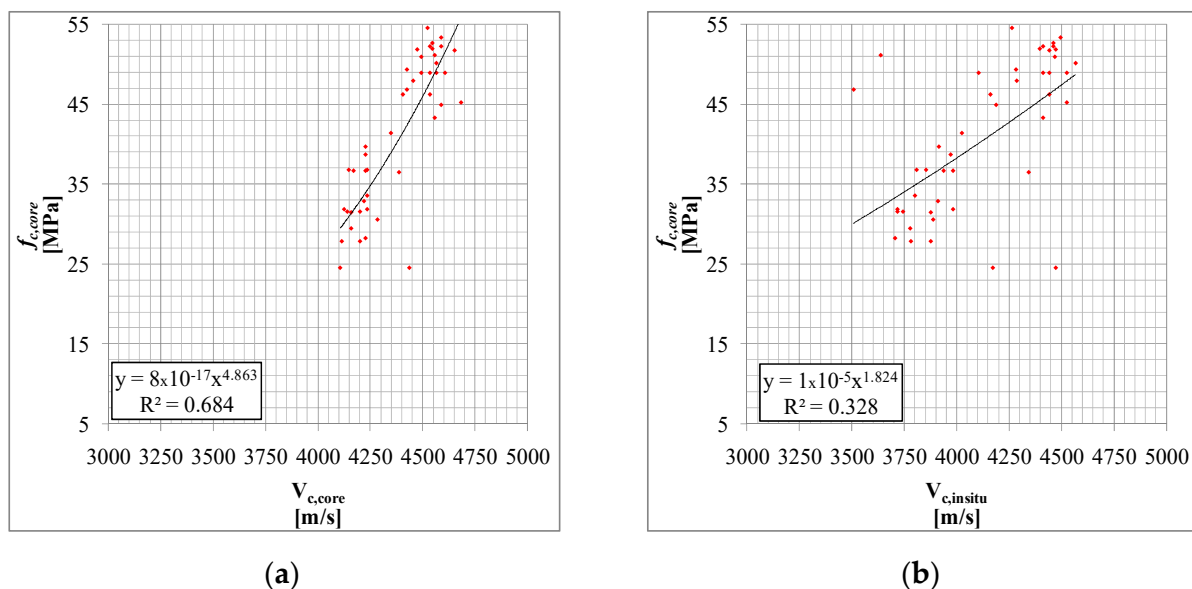 55
45
35
25
15
5
f_c,core
[MPa]
y = 8x10^-17x^4.863
R² = 0.684
3000 3250 3500 3750 4000 4250 4500 4750 5000
V_c,core
[m/s]
(a)
55
45
35
25
15
5
f_c,core
[MPa]
y = 1x10^-5x^1.824
R² = 0.328
3000 3250 3500 3750 4000 4250 4500 4750 5000
V_c,insitu
[m/s]
(b)